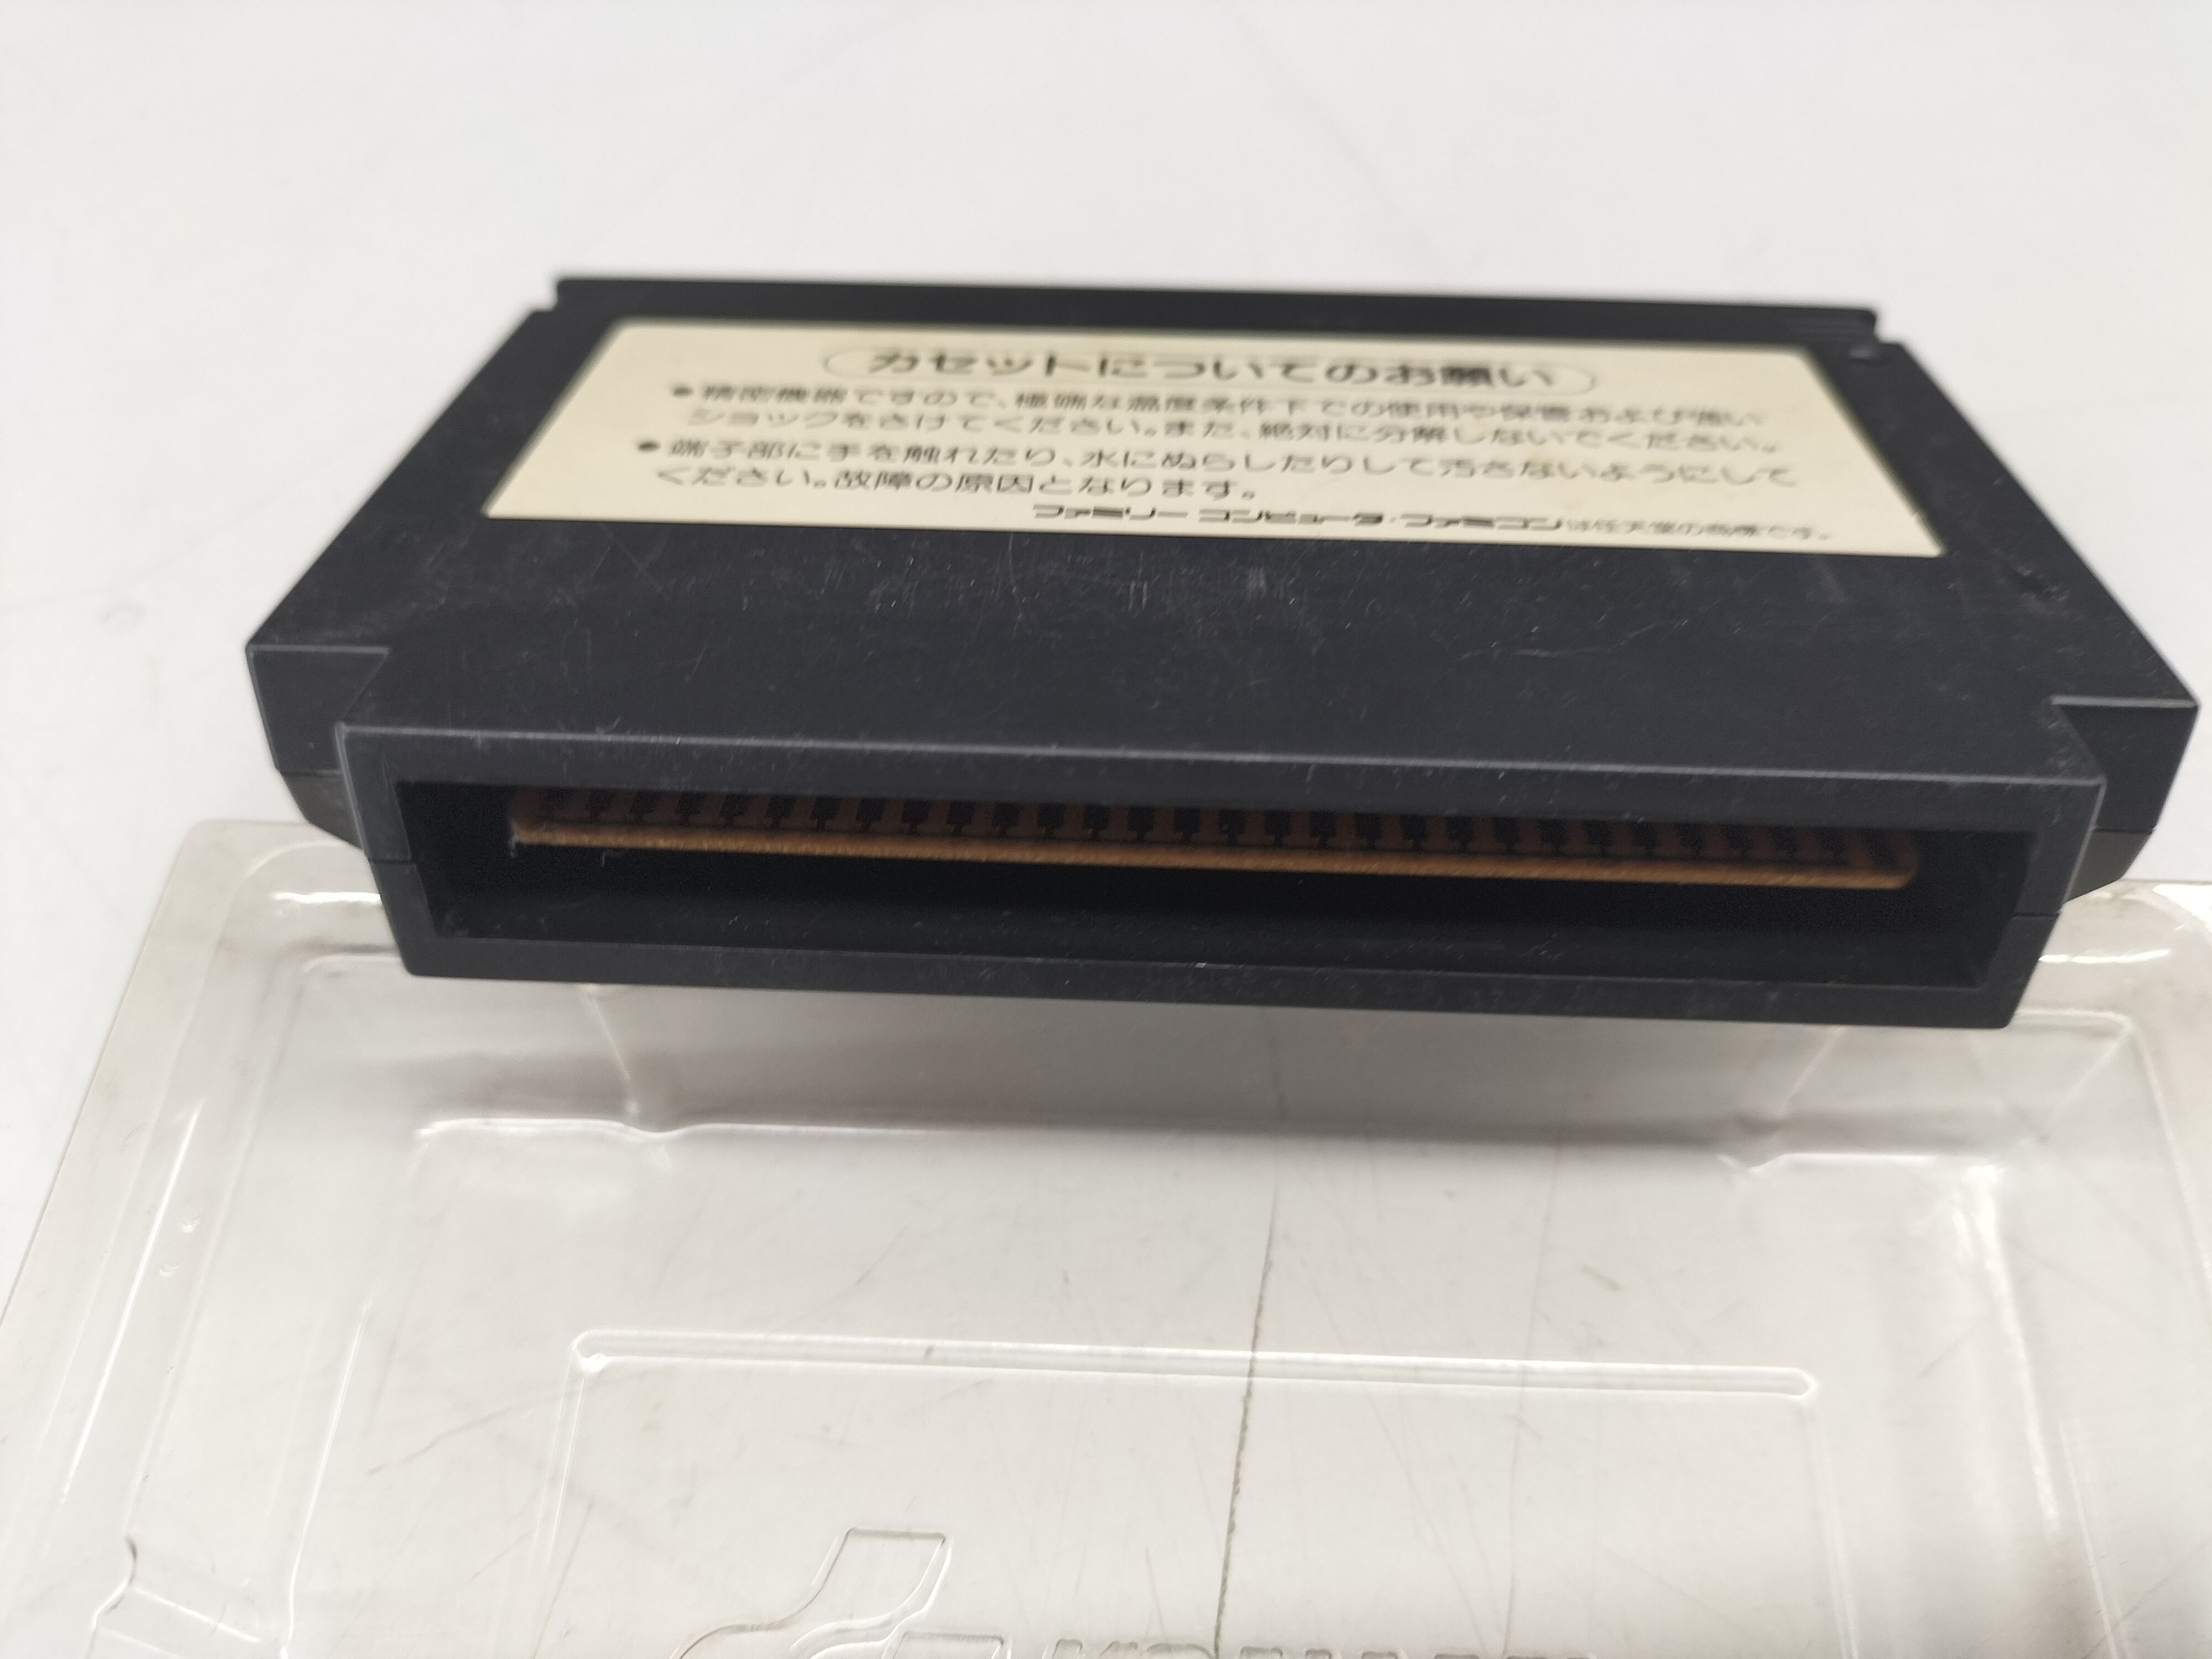 カセットについてのお願い
●精密機器ですので、極端な温度条件下での使用や保管および強い
ショックをさけてください。また、絶対に分解しないでください。
●端子部に手を触れたり、水にぬらしたりして汚さないようにして
ください。故障の原因となります。
ファミリー コンピュータ・ファミコンは任天堂の商標です。